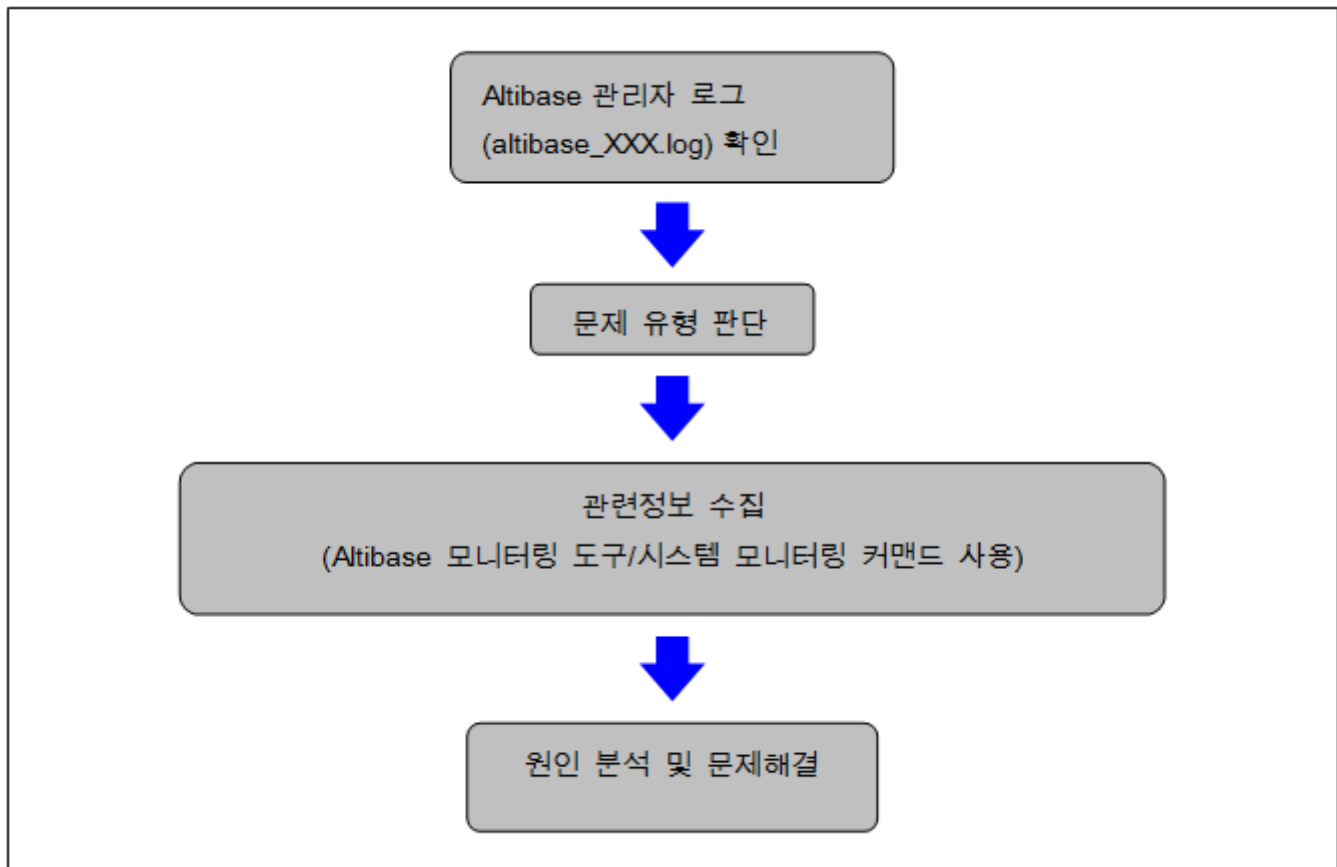 Altibase 관리자 로그
(altibase_XXX.log) 확인
문제 유형 판단
관련정보 수집
(Altibase 모니터링 도구/시스템 모니터링 커맨드 사용)
원인 분석 및 문제해결